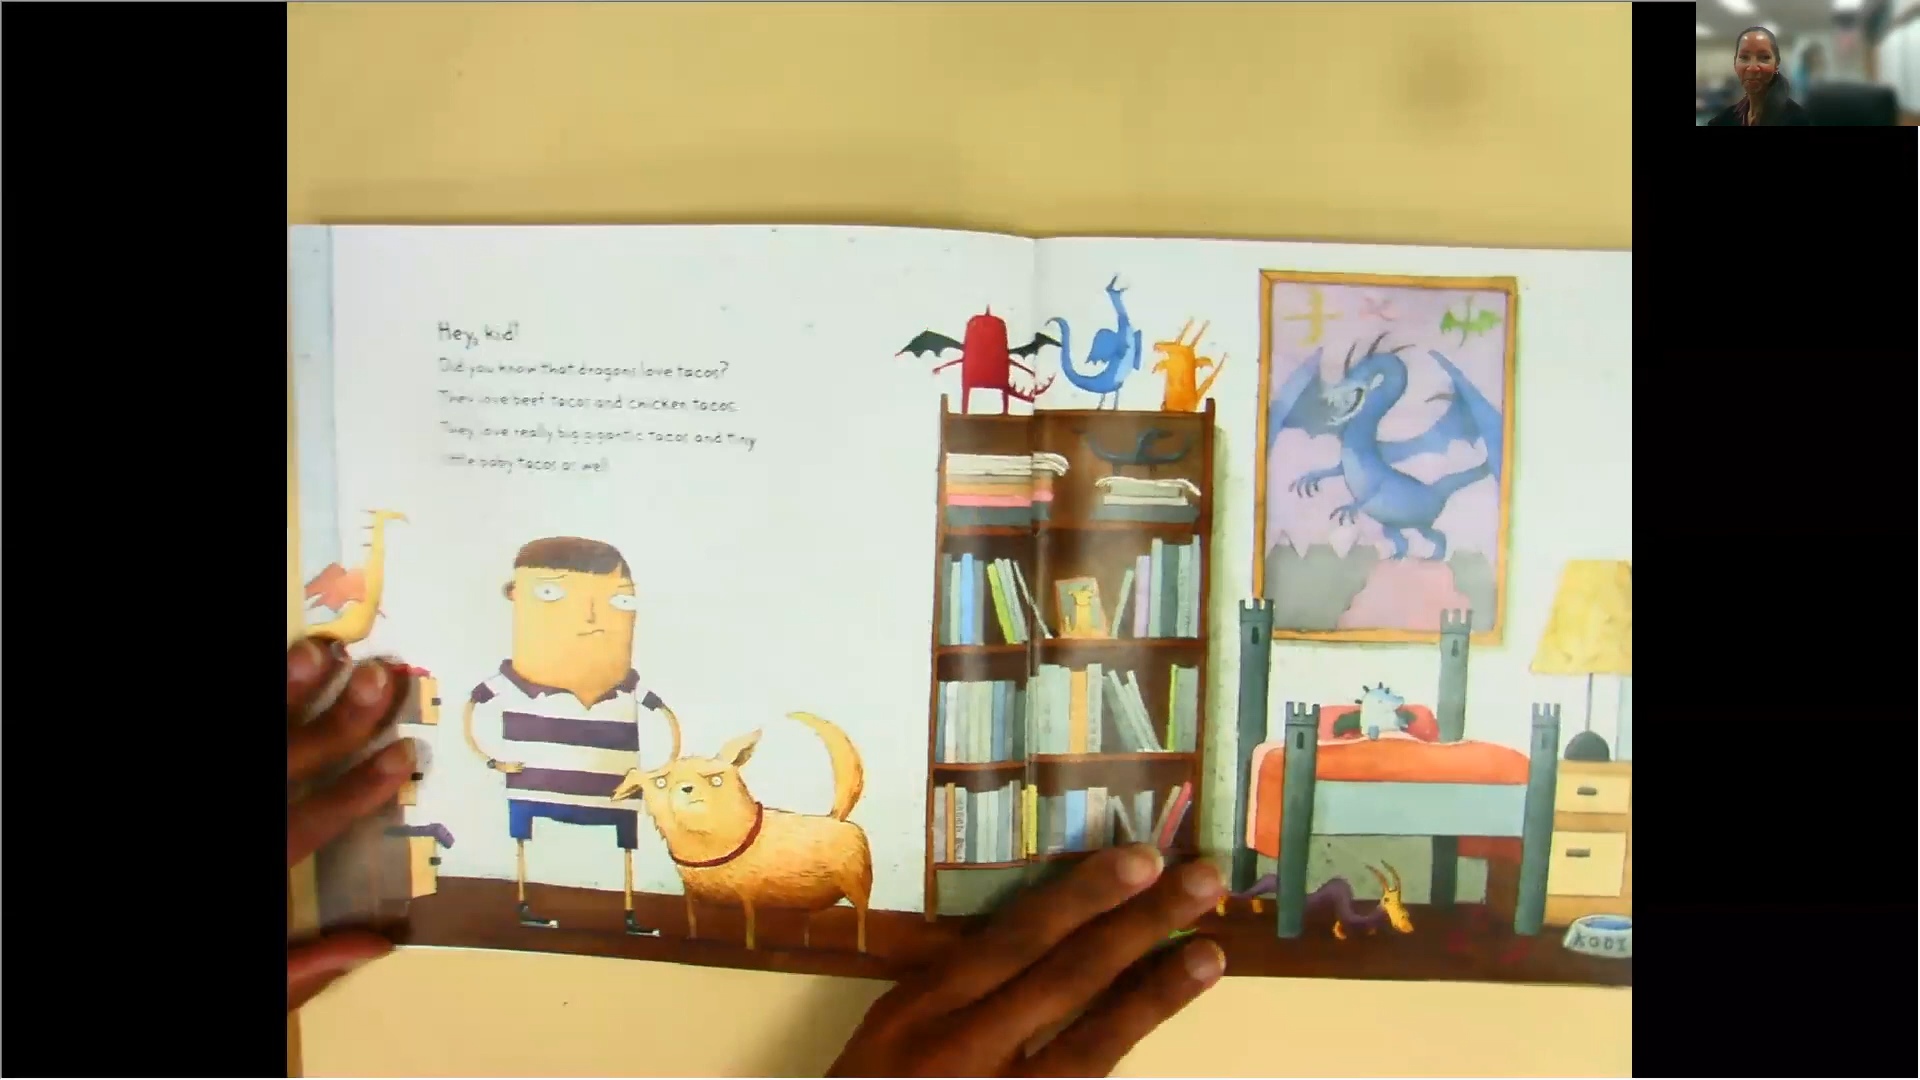 Hey, kid!
Did you know that dragons love tacos?
They love beef tacos and chicken tacos.
They love really big gigantic tacos and tiny
little baby tacos as well.
KODY